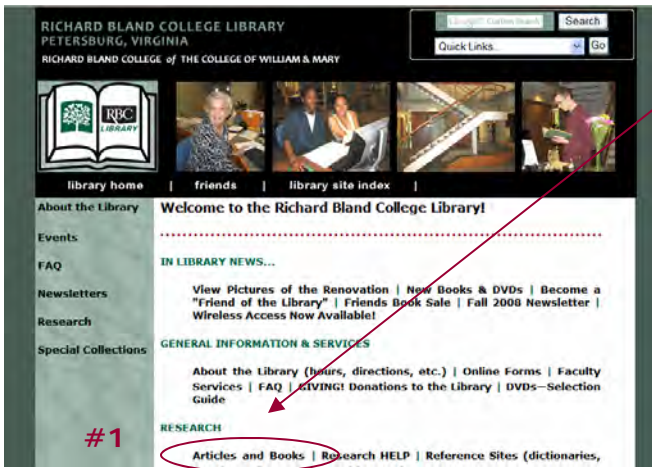 RICHARD BLAND COLLEGE LIBRARY
PETERSBURG, VIRGINIA
RICHARD BLAND COLLEGE of THE COLLEGE OF WILLIAM & MARY
Search
Quick Links...
Go
RBC
LIBRARY
library home | friends | library site index |
About the Library
Events
FAQ
Newsletters
Research
Special Collections
Welcome to the Richard Bland College Library!
IN LIBRARY NEWS...
View Pictures of the Renovation | New Books & DVDs | Become a
"Friend of the Library" | Friends Book Sale | Fall 2008 Newsletter |
Wireless Access Now Available!
GENERAL INFORMATION & SERVICES
About the Library (hours, directions, etc.) | Online Forms | Faculty
Services | FAQ | GIVING! Donations to the Library | DVDs—Selection
Guide
RESEARCH
#1
Articles and Books | Research HELP | Reference Sites (dictionaries,